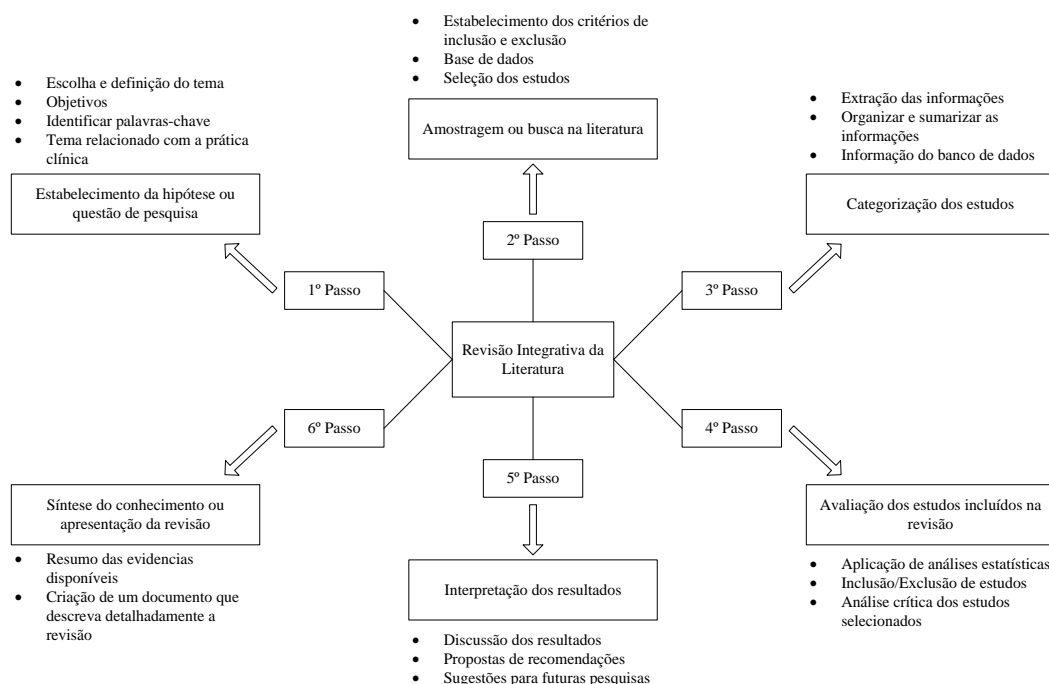 • Escolha e definição do tema
• Objetivos
• Identificar palavras-chave
• Tema relacionado com a prática
clínica
Estabelecimento da hipótese ou
questão de pesquisa
1º Passo
• Estabelecimento dos critérios de
inclusão e exclusão
• Base de dados
• Seleção dos estudos
Amostragem ou busca na literatura
2º Passo
• Extração das informações
• Organizar e sumarizar as
informações
• Informação do banco de dados
Categorização dos estudos
3º Passo
Revisão Integrativa da
Literatura
4º Passo
Avaliação dos estudos incluídos na
revisão
• Aplicação de análises estatísticas
• Inclusão/Exclusão de estudos
• Análise crítica dos estudos
selecionados
5º Passo
Interpretação dos resultados
• Discussão dos resultados
• Propostas de recomendações
• Sugestões para futuras pesquisas
6º Passo
Síntese do conhecimento ou
apresentação da revisão
• Resumo das evidencias
disponíveis
• Criação de um documento que
descreva detalhadamente a
revisão